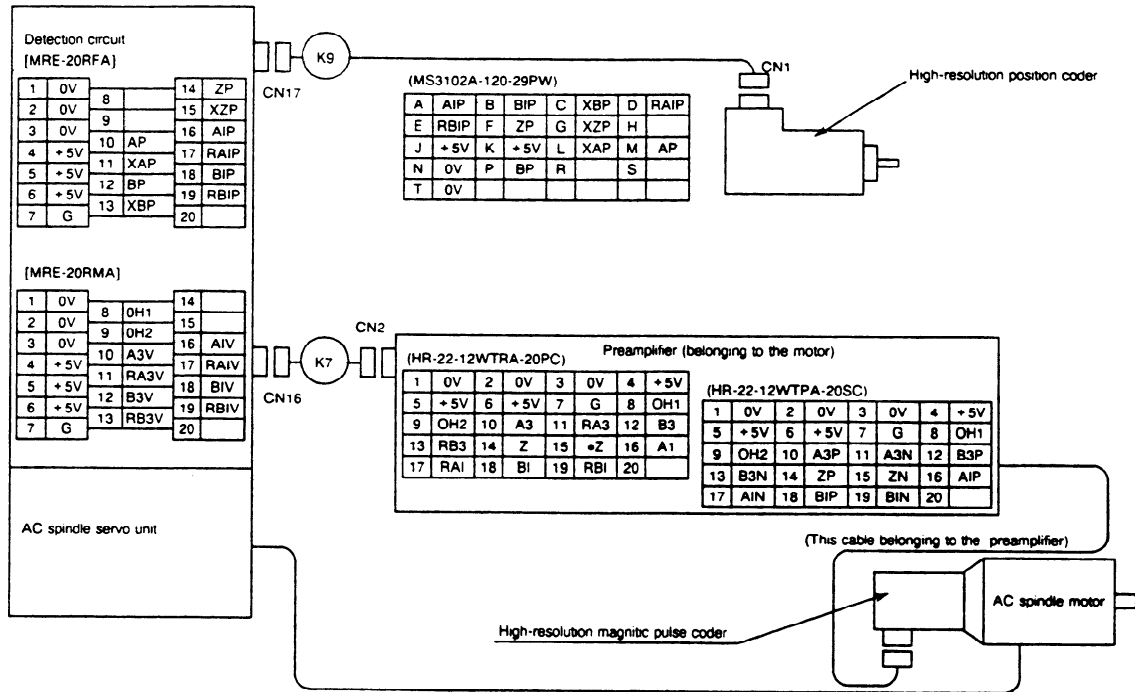 Detection circuit
[MRE-20RFA]
1 0V 14 ZP
8
2 0V 15 XZP
9
3 0V 16 AIP
10 AP
4 +5V 17 RAIP
11 XAP
5 +5V 18 BIP
12 BP
6 +5V 19 RBIP
13 XBP
7 G 20
K9
CN17
(MS3102A-120-29PW)
A AIP B BIP C XBP D RAIP
E RBIP F ZP G XZP H
J +5V K +5V L XAP M AP
N 0V P BP R S
T 0V
CN1
High-resolution position coder
[MRE-20RMA]
1 0V 14
8 0H1
2 0V 15
9 0H2
3 0V 16 AIV
10 A3V
4 +5V 17 RAIV
11 RA3V
5 +5V 18 BIV
12 B3V
6 +5V 19 RBIV
13 RB3V
7 G 20
K7
CN16
CN2
Preamplifier (belonging to the motor)
(HR-22-12WTRA-20PC)
1 0V 2 0V 3 0V 4 +5V
5 +5V 6 +5V 7 G 8 OH1
9 OH2 10 A3 11 RA3 12 B3
13 RB3 14 Z 15 •Z 16 A1
17 RAI 18 BI 19 RBI 20
(HR-22-12WTPA-20SC)
1 0V 2 0V 3 0V 4 +5V
5 +5V 6 +5V 7 G 8 OH1
9 OH2 10 A3P 11 A3N 12 B3P
13 B3N 14 ZP 15 ZN 16 AIP
17 AIN 18 BIP 19 BIN 20
AC spindle servo unit
(This cable belonging to the preamplifier)
AC spindle motor
High-resolution magnitic pulse coder